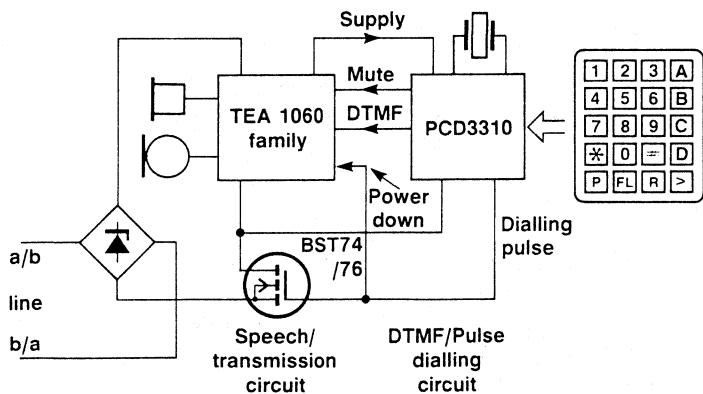 Supply
Mute
DTMF
TEA 1060
family
PCD3310
1 2 3 A
4 5 6 B
7 8 9 C
* 0 = D
P FL R >
Power
down
Dialling
pulse
BST74
/76
a/b
line
b/a
Speech/
transmission
circuit
DTMF/Pulse
dialling
circuit